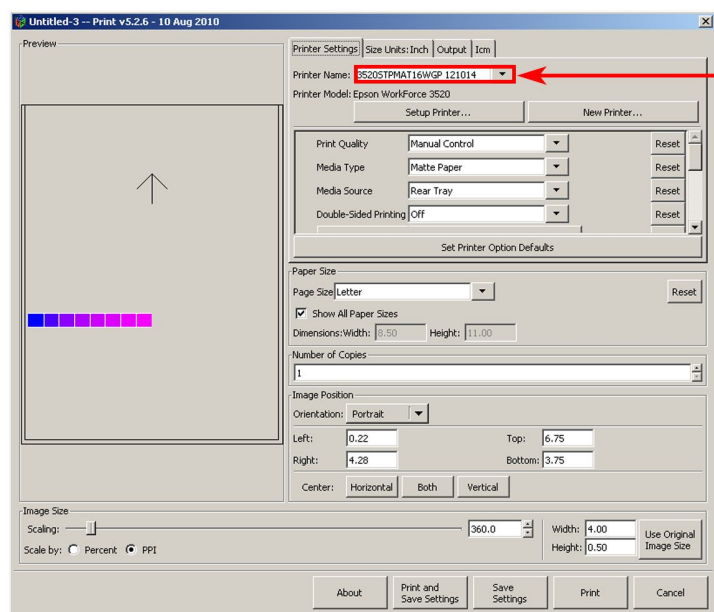 Untitled-3 -- Print v5.2.6 - 10 Aug 2010
Preview
Printer Settings Size Units:Inch Output Icm
Printer Name: 3520STPMAT16WGP 121014
Printer Model: Epson WorkForce 3520
Setup Printer... New Printer...
Print Quality Manual Control Reset
Media Type Matte Paper Reset
Media Source Rear Tray Reset
Double-Sided Printing Off Reset
Set Printer Option Defaults
Paper Size
Page Size Letter Reset
Show All Paper Sizes
Dimensions:Width: 8.50 Height: 11.00
Number of Copies
1
Image Position
Orientation: Portrait
Left: 0.22 Top: 6.75
Right: 4.28 Bottom: 3.75
Center: Horizontal Both Vertical
Image Size
Scaling: 360.0 Width: 4.00 Use Original
Scale by: Percent PPI Height: 0.50 Image Size
About Print and Save Print Cancel
Save Settings Settings